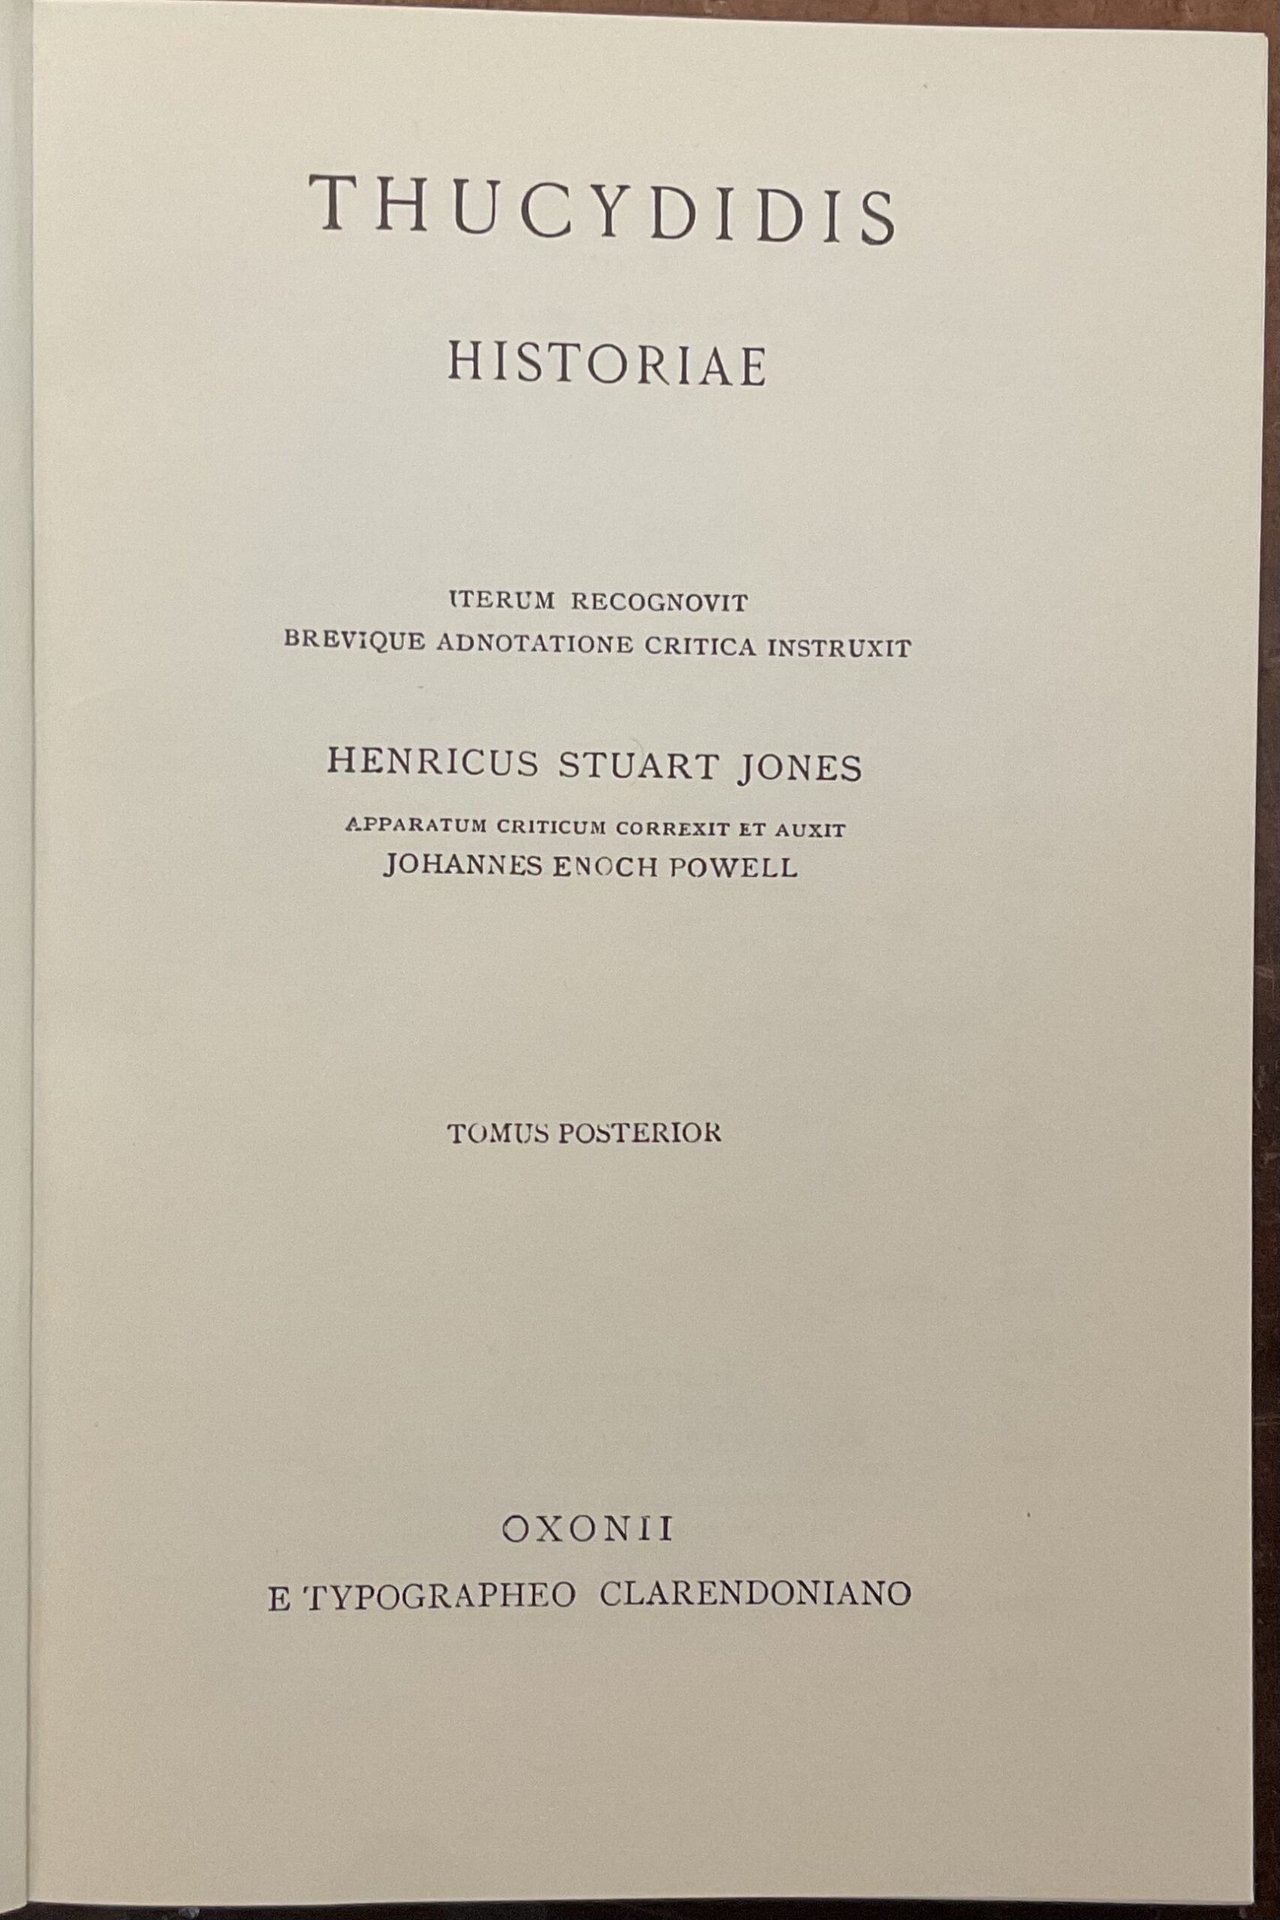 THUCYDIDIS
HISTORIAE
ITERUM RECOGNOVIT
BREVIQUE ADNOTATIONE CRITICA INSTRUXIT
HENRICUS STUART JONES
APPARATUM CRITICUM CORREXIT ET AUXIT
JOHANNES ENOCH POWELL
TOMUS POSTERIOR
OXONII
E TYPOGRAPHEO CLARENDONIANO